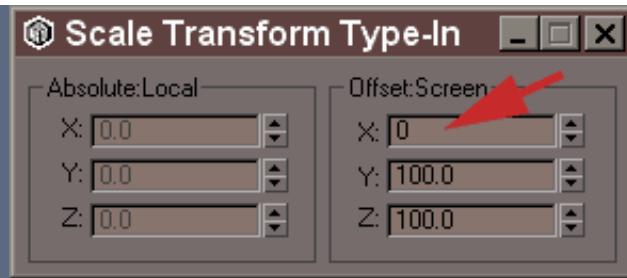 Scale Transform Type-In
Absolute:Local
X: 0.0
Y: 0.0
Z: 0.0
Offset:Screen
X: 0
Y: 100.0
Z: 100.0